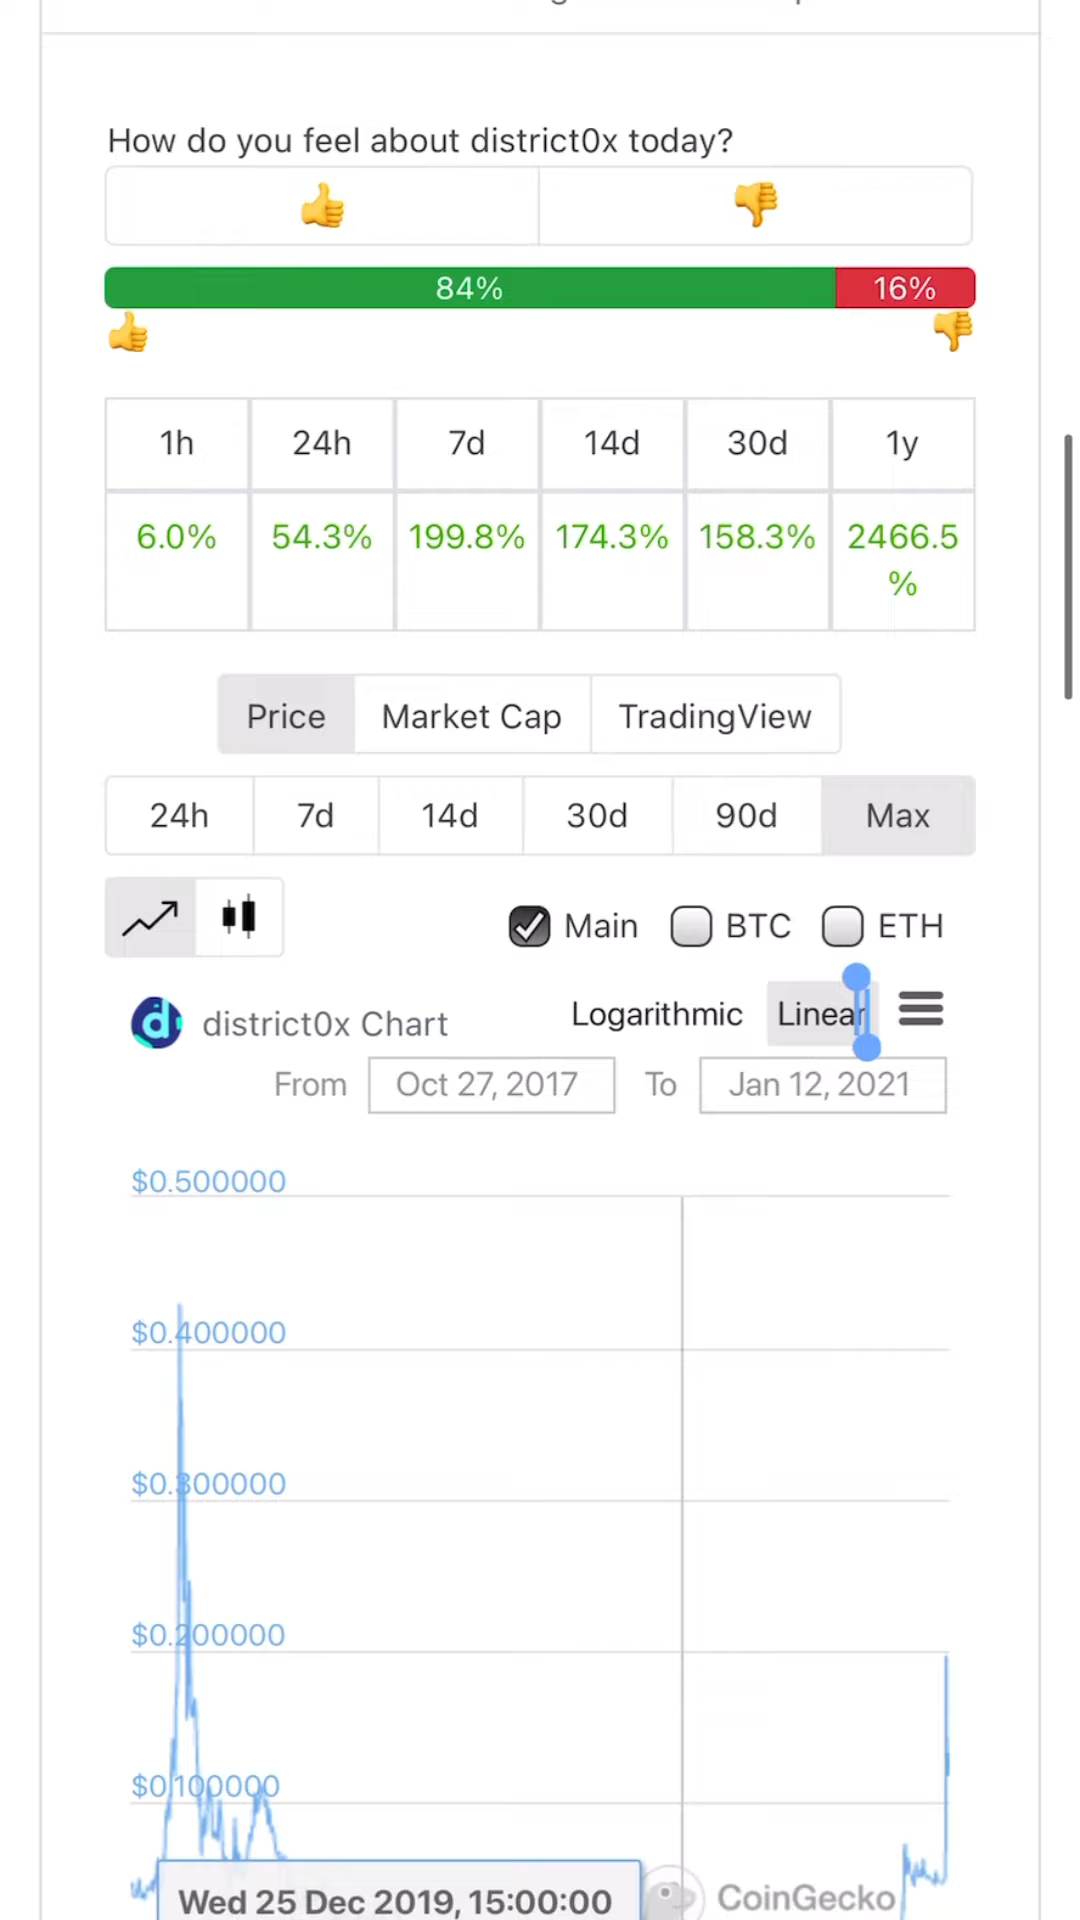 How do you feel about district0x today?
84% 16%
1h 24h 7d 14d 30d 1y
6.0% 54.3% 199.8% 174.3% 158.3% 2466.5
%
Price Market Cap TradingView
24h 7d 14d 30d 90d Max
Main BTC ETH
district0x Chart Logarithmic Linear
From Oct 27, 2017 To Jan 12, 2021
$0.500000
$0.400000
$0.300000
$0.200000
$0.100000
Wed 25 Dec 2019, 15:00:00 CoinGecko